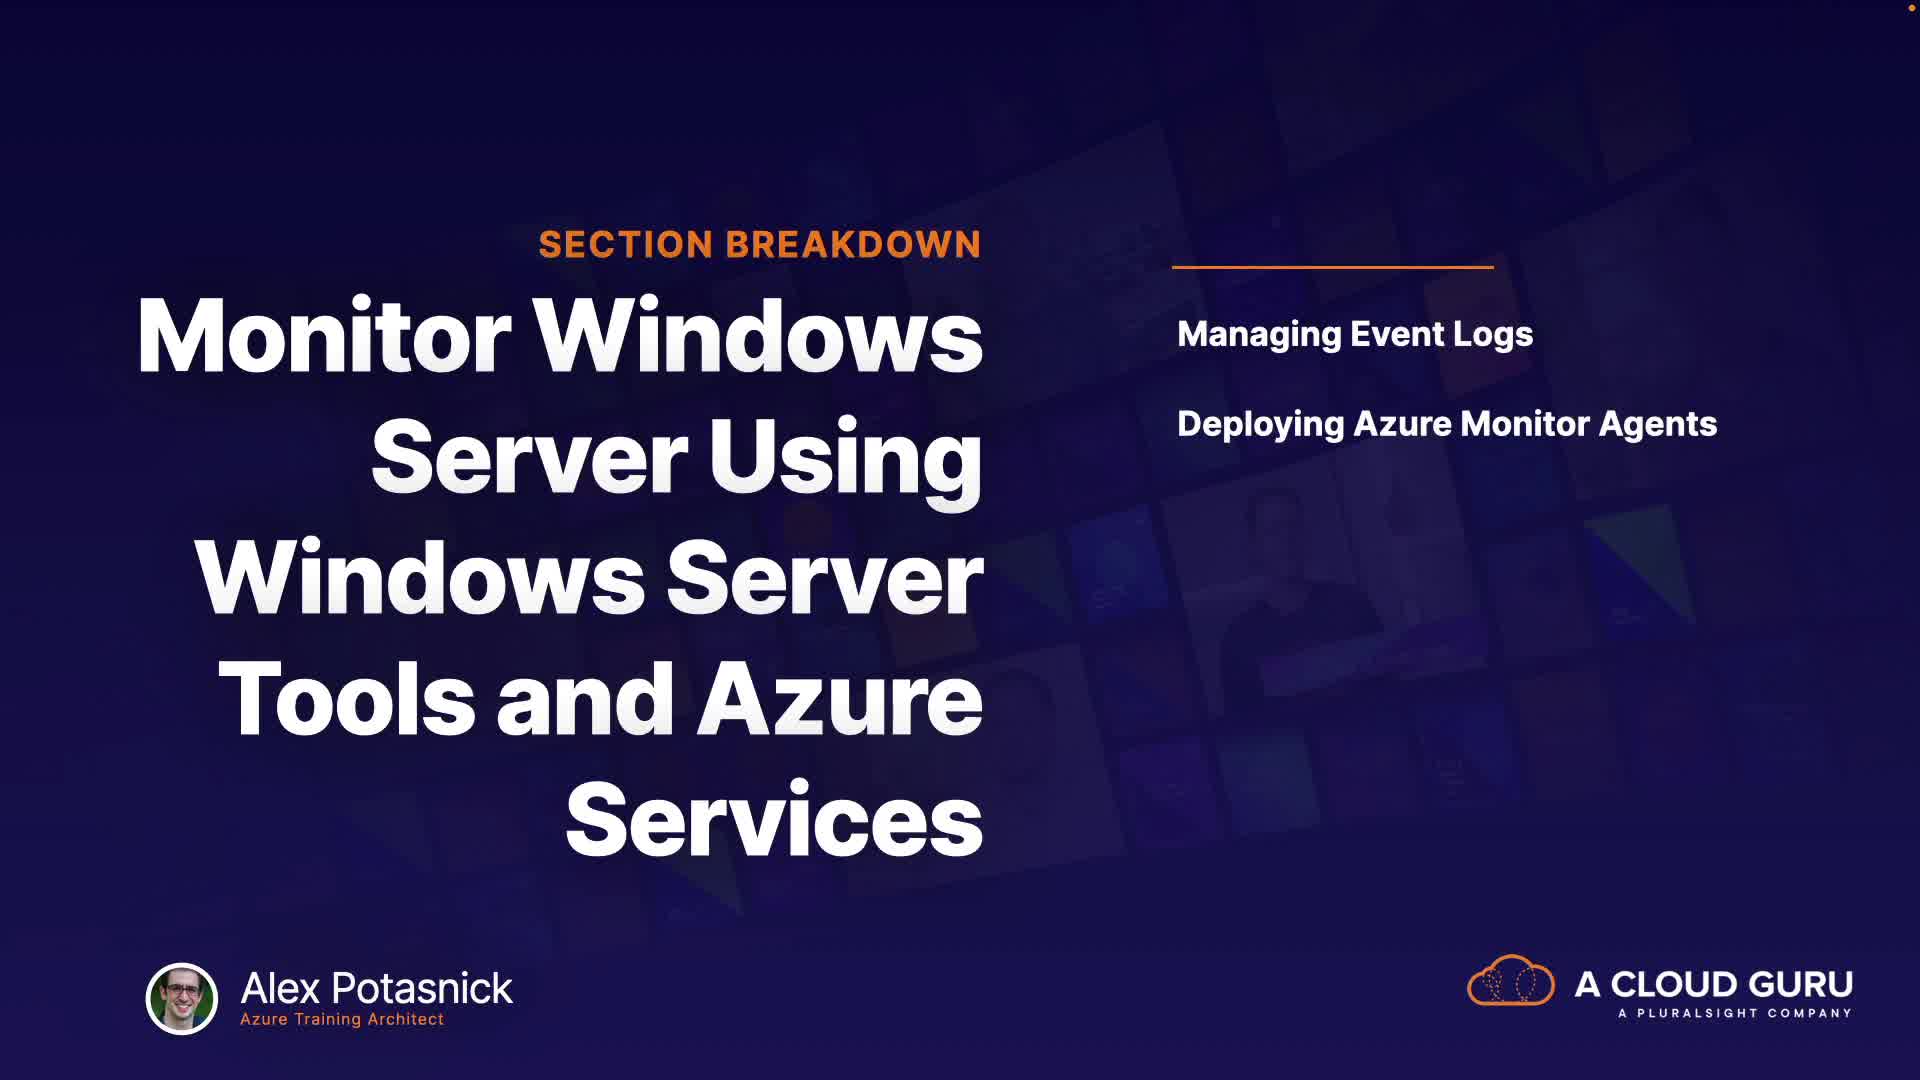 SECTION BREAKDOWN
Monitor Windows
Server Using
Windows Server
Tools and Azure
Services
Managing Event Logs
Deploying Azure Monitor Agents
Alex Potasnick
Azure Training Architect
A CLOUD GURU
A PLURALSIGHT COMPANY